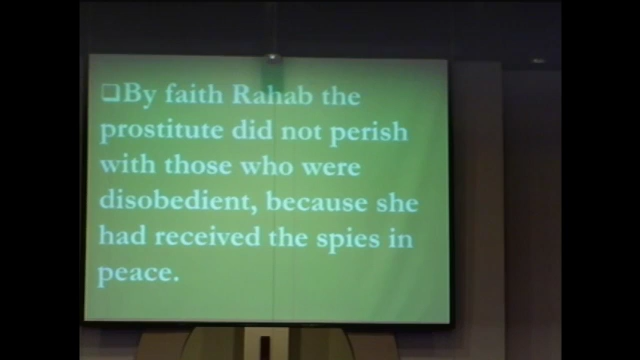 ❑By faith Rahab the
prostitute did not perish
with those who were
disobedient, because she
had received the spies in
peace.